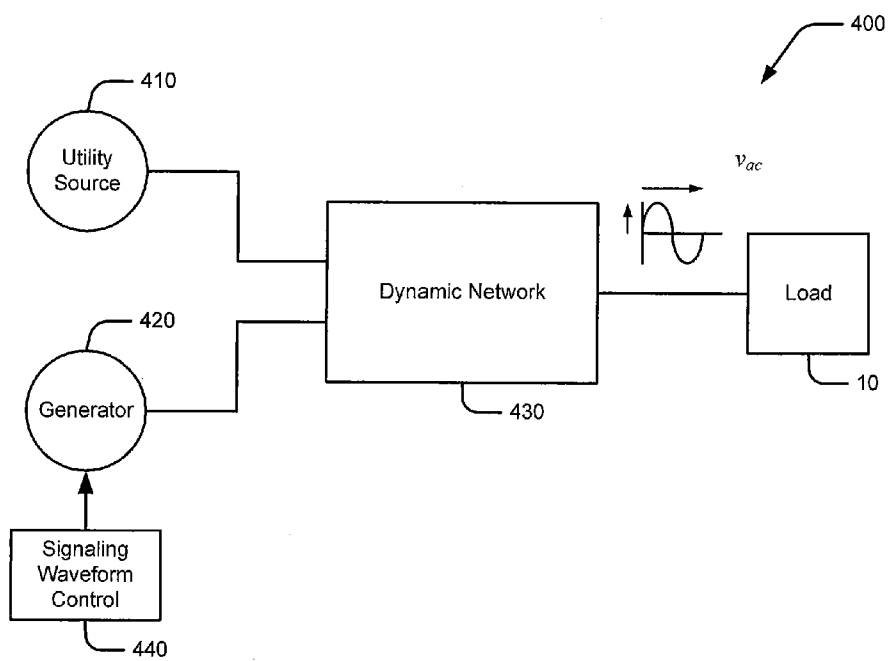 400
410
Utility
Source
v_ac
Dynamic Network
Load
420
Generator
430
10
Signaling
Waveform
Control
440